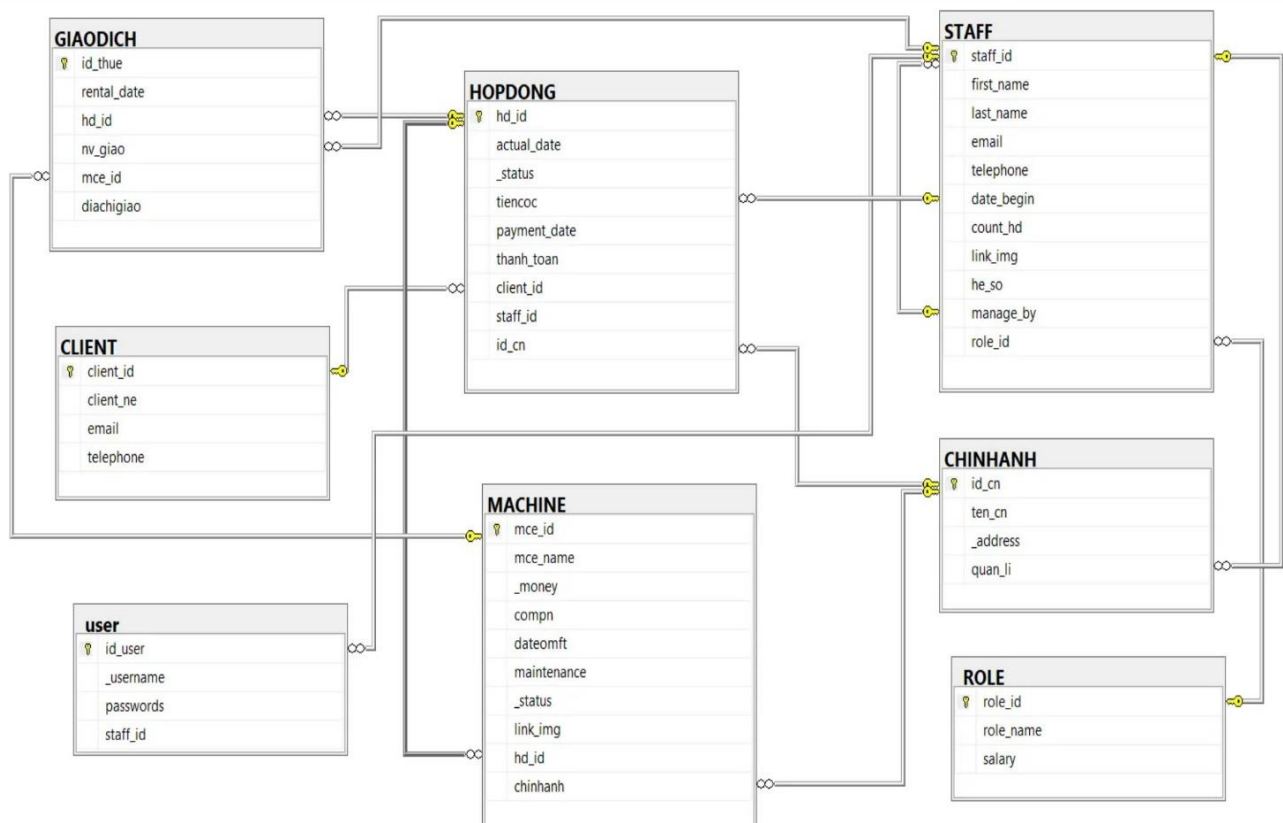 GIAODICH
id_thue
rental_date
hd_id
nv_giao
mce_id
diachigiao
HOPDONG
hd_id
actual_date
_status
tiencoc
payment_date
thanh_toan
client_id
staff_id
id_cn
STAFF
staff_id
first_name
last_name
email
telephone
date_begin
count_hd
link_img
he_so
manage_by
role_id
CLIENT
client_id
client_ne
email
telephone
MACHINE
mce_id
mce_name
_money
compn
dateomft
maintenance
_status
link_img
hd_id
chinhanh
CHINHANH
id_cn
ten_cn
_address
quan_li
user
id_user
_username
passwords
staff_id
ROLE
role_id
role_name
salary